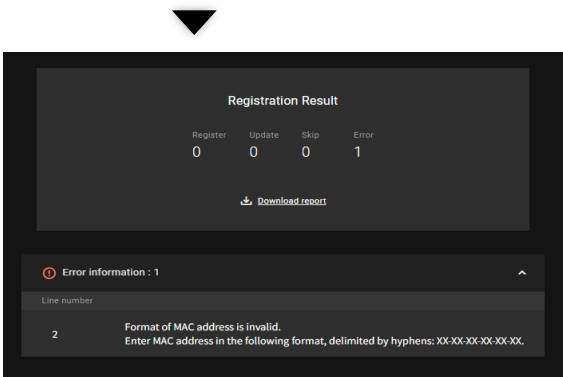 Registration Result
Register Update Skip Error
0 0 0 1
Download report
Error information : 1
Line number
2
Format of MAC address is invalid.
Enter MAC address in the following format, delimited by hyphens: XX-XX-XX-XX-XX-XX.